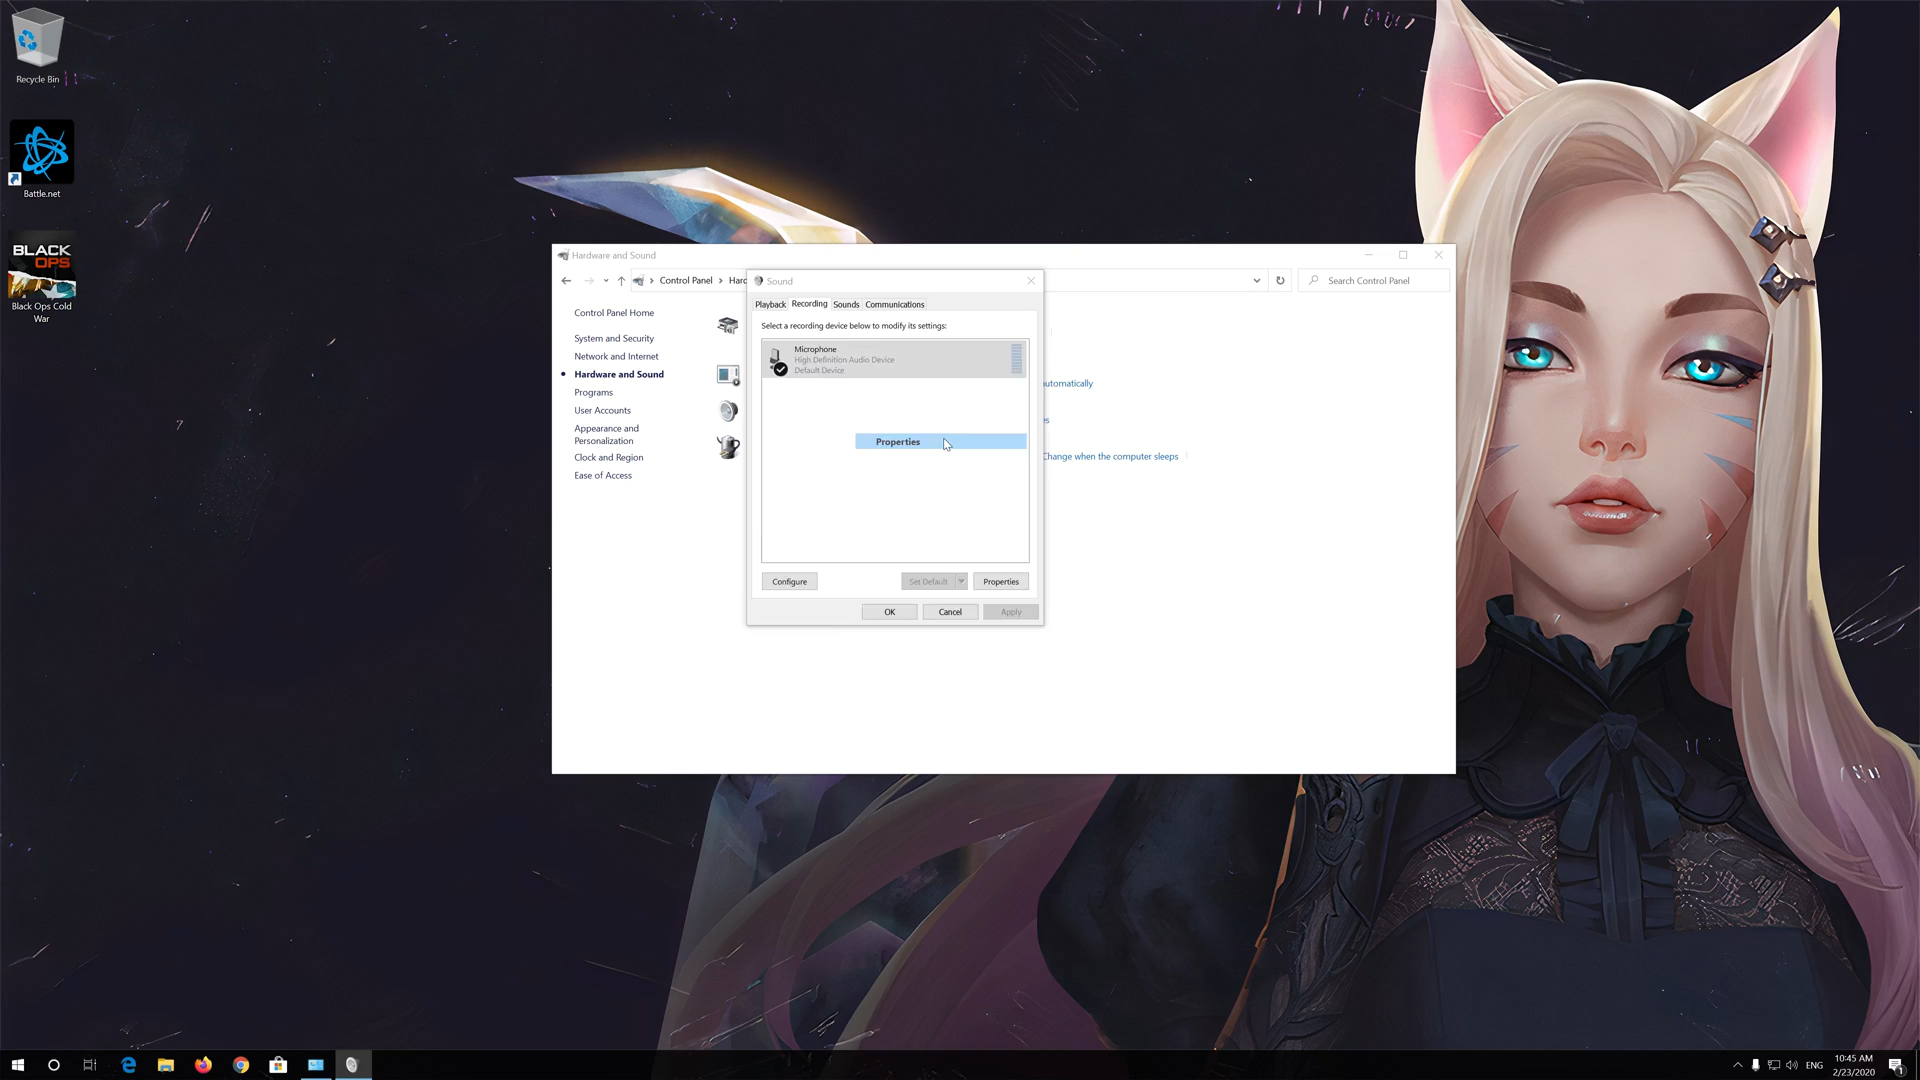 Recycle Bin
Battle.net
BLACK OPS
Black Ops Cold
War
Hardware and Sound
Control Panel
Hard
Search Control Panel
Control Panel Home
System and Security
Network and Internet
Hardware and Sound
Programs
User Accounts
Appearance and
Personalization
Clock and Region
Ease of Access
Sound
Playback
Recording
Sounds
Communications
Select a recording device below to modify its settings:
Microphone
High Definition Audio Device
Default Device
Properties
Configure
Set Default
Properties
OK
Cancel
Apply
automatically
Change when the computer sleeps
ENG
10:45 AM
2/23/2020
1